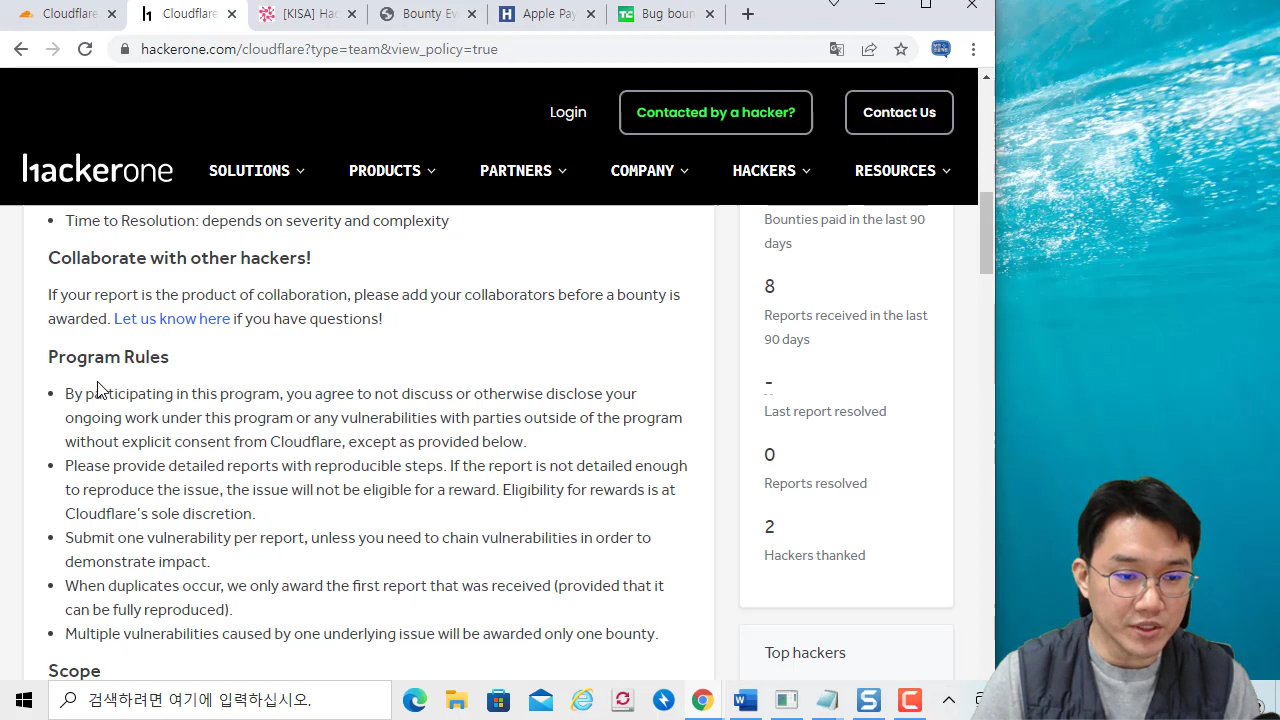 Cloudflare
Cloudflare
[KISA] Hac
Bounty Ev
Apple Pay
Bug boun
hackerone.com/cloudflare?type=team&view_policy=true
Login
Contacted by a hacker?
Contact Us
hackerone
SOLUTIONS
PRODUCTS
PARTNERS
COMPANY
HACKERS
RESOURCES
• Time to Resolution: depends on severity and complexity
Collaborate with other hackers!
If your report is the product of collaboration, please add your collaborators before a bounty is
awarded. Let us know here if you have questions!
Program Rules
• By participating in this program, you agree to not discuss or otherwise disclose your
ongoing work under this program or any vulnerabilities with parties outside of the program
without explicit consent from Cloudflare, except as provided below.
• Please provide detailed reports with reproducible steps. If the report is not detailed enough
to reproduce the issue, the issue will not be eligible for a reward. Eligibility for rewards is at
Cloudflare's sole discretion.
• Submit one vulnerability per report, unless you need to chain vulnerabilities in order to
demonstrate impact.
• When duplicates occur, we only award the first report that was received (provided that it
can be fully reproduced).
• Multiple vulnerabilities caused by one underlying issue will be awarded only one bounty.
Scope
Bounties paid in the last 90
days
8
Reports received in the last
90 days
-
Last report resolved
0
Reports resolved
2
Hackers thanked
Top hackers
검색하려면 여기에 입력하십시오.